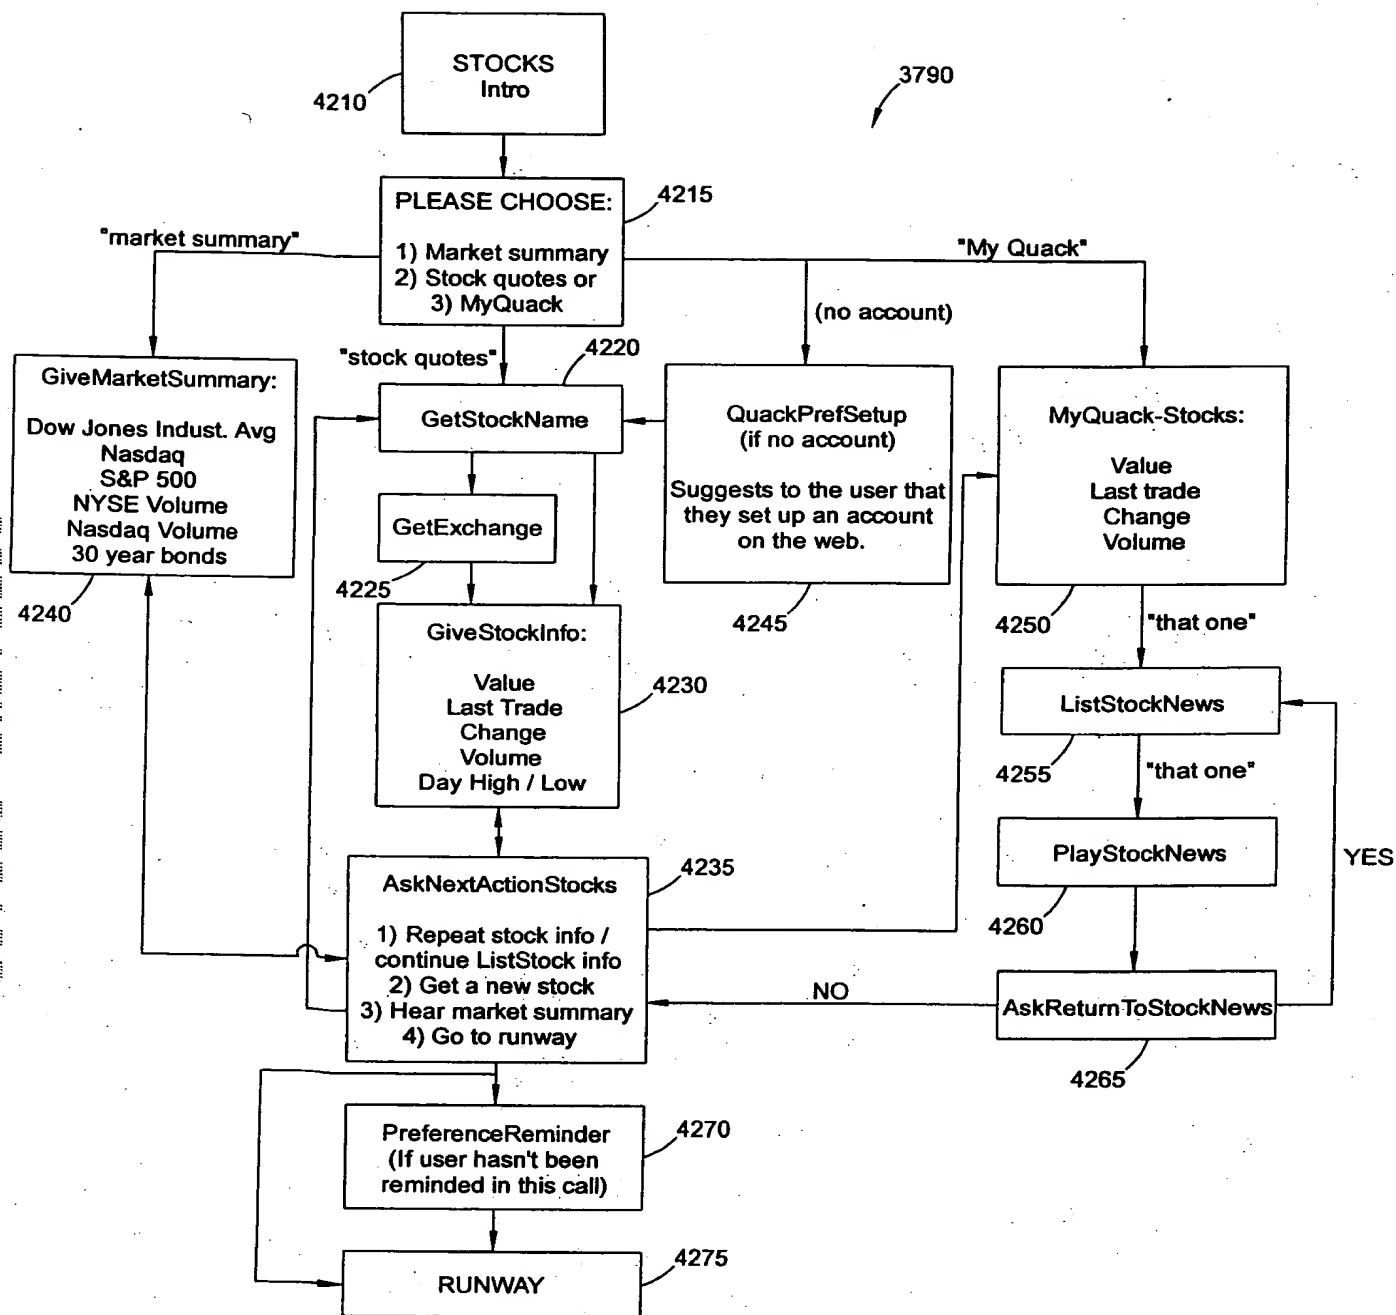 STOCKS
Intro
4210
3790
PLEASE CHOOSE:
1) Market summary
2) Stock quotes or
3) MyQuack
4215
"market summary"
"My Quack"
(no account)
"stock quotes"
4220
GiveMarketSummary:
Dow Jones Indust. Avg
Nasdaq
S&P 500
NYSE Volume
Nasdaq Volume
30 year bonds
4240
GetStockName
GetExchange
4225
QuackPrefSetup
(if no account)
Suggests to the user that
they set up an account
on the web.
4245
MyQuack-Stocks:
Value
Last trade
Change
Volume
4250
"that one"
GiveStockInfo:
Value
Last Trade
Change
Volume
Day High / Low
4230
ListStockNews
4255
"that one"
PlayStockNews
4260
YES
AskNextActionStocks
1) Repeat stock info /
continue ListStock info
2) Get a new stock
3) Hear market summary
4) Go to runway
4235
NO
AskReturnToStockNews
4265
PreferenceReminder
(If user hasn't been
reminded in this call)
4270
RUNWAY
4275